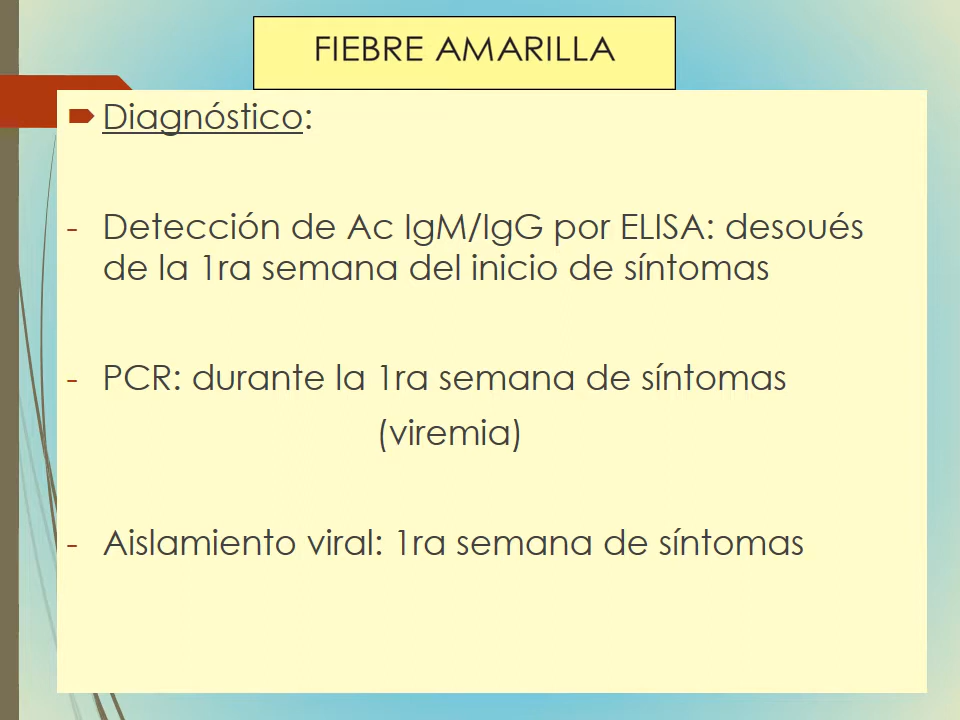 FIEBRE AMARILLA
Diagnóstico:
- Detección de Ac IgM/IgG por ELISA: desoués
de la 1ra semana del inicio de síntomas
- PCR: durante la 1ra semana de síntomas
(viremia)
- Aislamiento viral: 1ra semana de síntomas